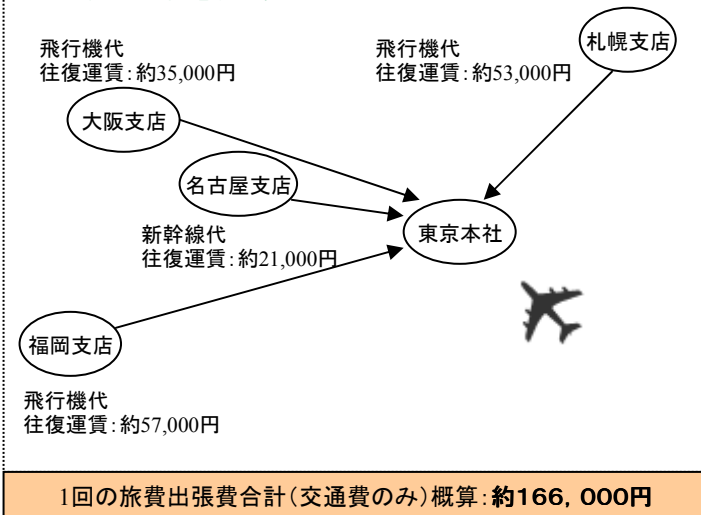 飛行機代
往復運賃:約35,000円
大阪支店
飛行機代
往復運賃:約53,000円
札幌支店
名古屋支店
新幹線代
往復運賃:約21,000円
東京本社
福岡支店
飛行機代
往復運賃:約57,000円
1回の旅費出張費合計(交通費のみ)概算:約166,000円